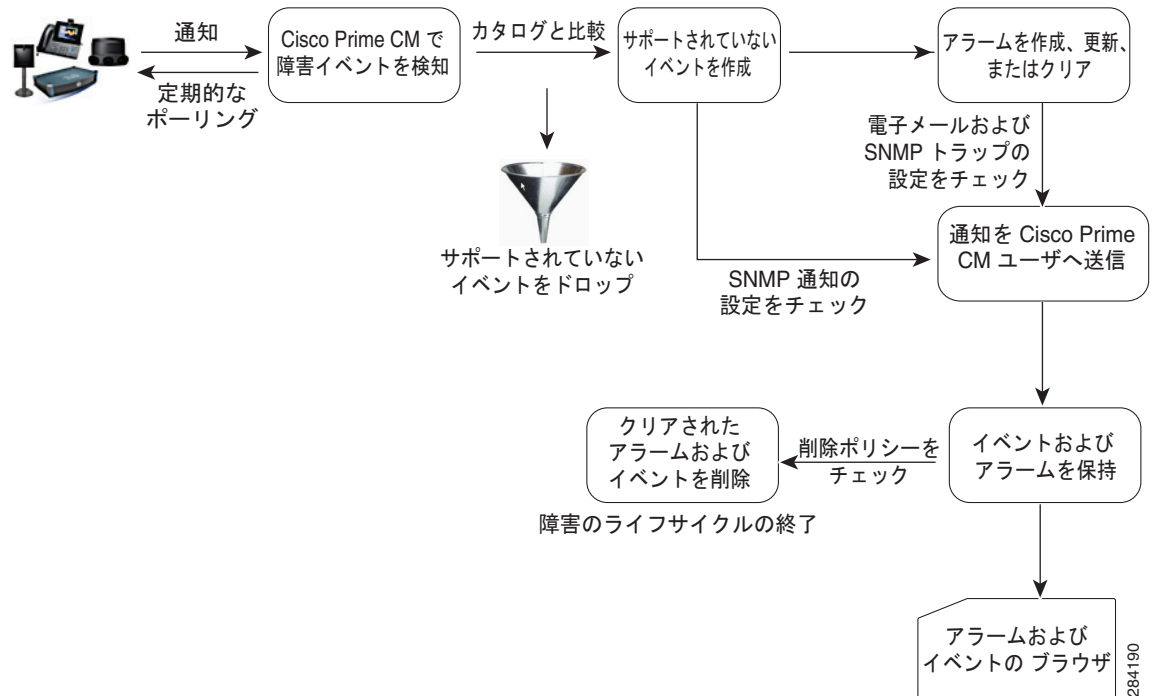 通知
定期的な
ポーリング
Cisco Prime CM で
障害イベントを検知
カタログと比較
サポートされていない
イベントをドロップ
サポートされていない
イベントを作成
アラームを作成、更新、
またはクリア
電子メールおよび
SNMP トラップの
設定をチェック
SNMP 通知の
設定をチェック
通知を Cisco Prime
CM ユーザへ送信
イベントおよび
アラームを保持
削除ポリシーを
チェック
クリアされた
アラームおよび
イベントを削除
障害のライフサイクルの終了
アラームおよび
イベントの ブラウザ
284190